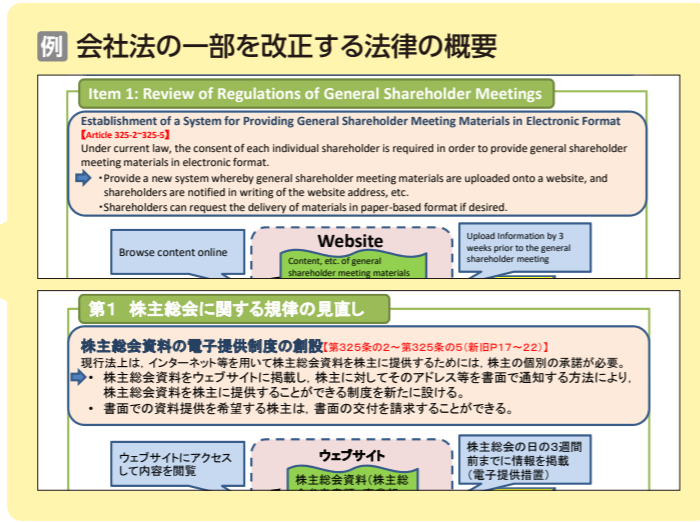 例 会社法の一部を改正する法律の概要
Item 1: Review of Regulations of General Shareholder Meetings
Establishment of a System for Providing General Shareholder Meeting Materials in Electronic Format
【Article 325-2~325-5】
Under current law, the consent of each individual shareholder is required in order to provide general shareholder
meeting materials in electronic format.
・Provide a new system whereby general shareholder meeting materials are uploaded onto a website, and
shareholders are notified in writing of the website address, etc.
・Shareholders can request the delivery of materials in paper-based format if desired.
Browse content online
Website
Content, etc. of general
shareholder meeting materials
Upload Information by 3
weeks prior to the general
shareholder meeting
第1 株主総会に関する規律の見直し
株主総会資料の電子提供制度の創設【第325条の2～第325条の5(新旧P17～22)】
現行法上は，インターネット等を用いて株主総会資料を株主に提供するためには，株主の個別の承諾が必要。
・ 株主総会資料をウェブサイトに掲載し，株主に対してそのアドレス等を書面で通知する方法により，
株主総会資料を株主に提供することができる制度を新たに設ける。
・ 書面での資料提供を希望する株主は，書面の交付を請求することができる。
ウェブサイトにアクセス
して内容を閲覧
ウェブサイト
株主総会資料(株主総
株主総会の日の3週間
前までに情報を掲載
(電子提供措置)